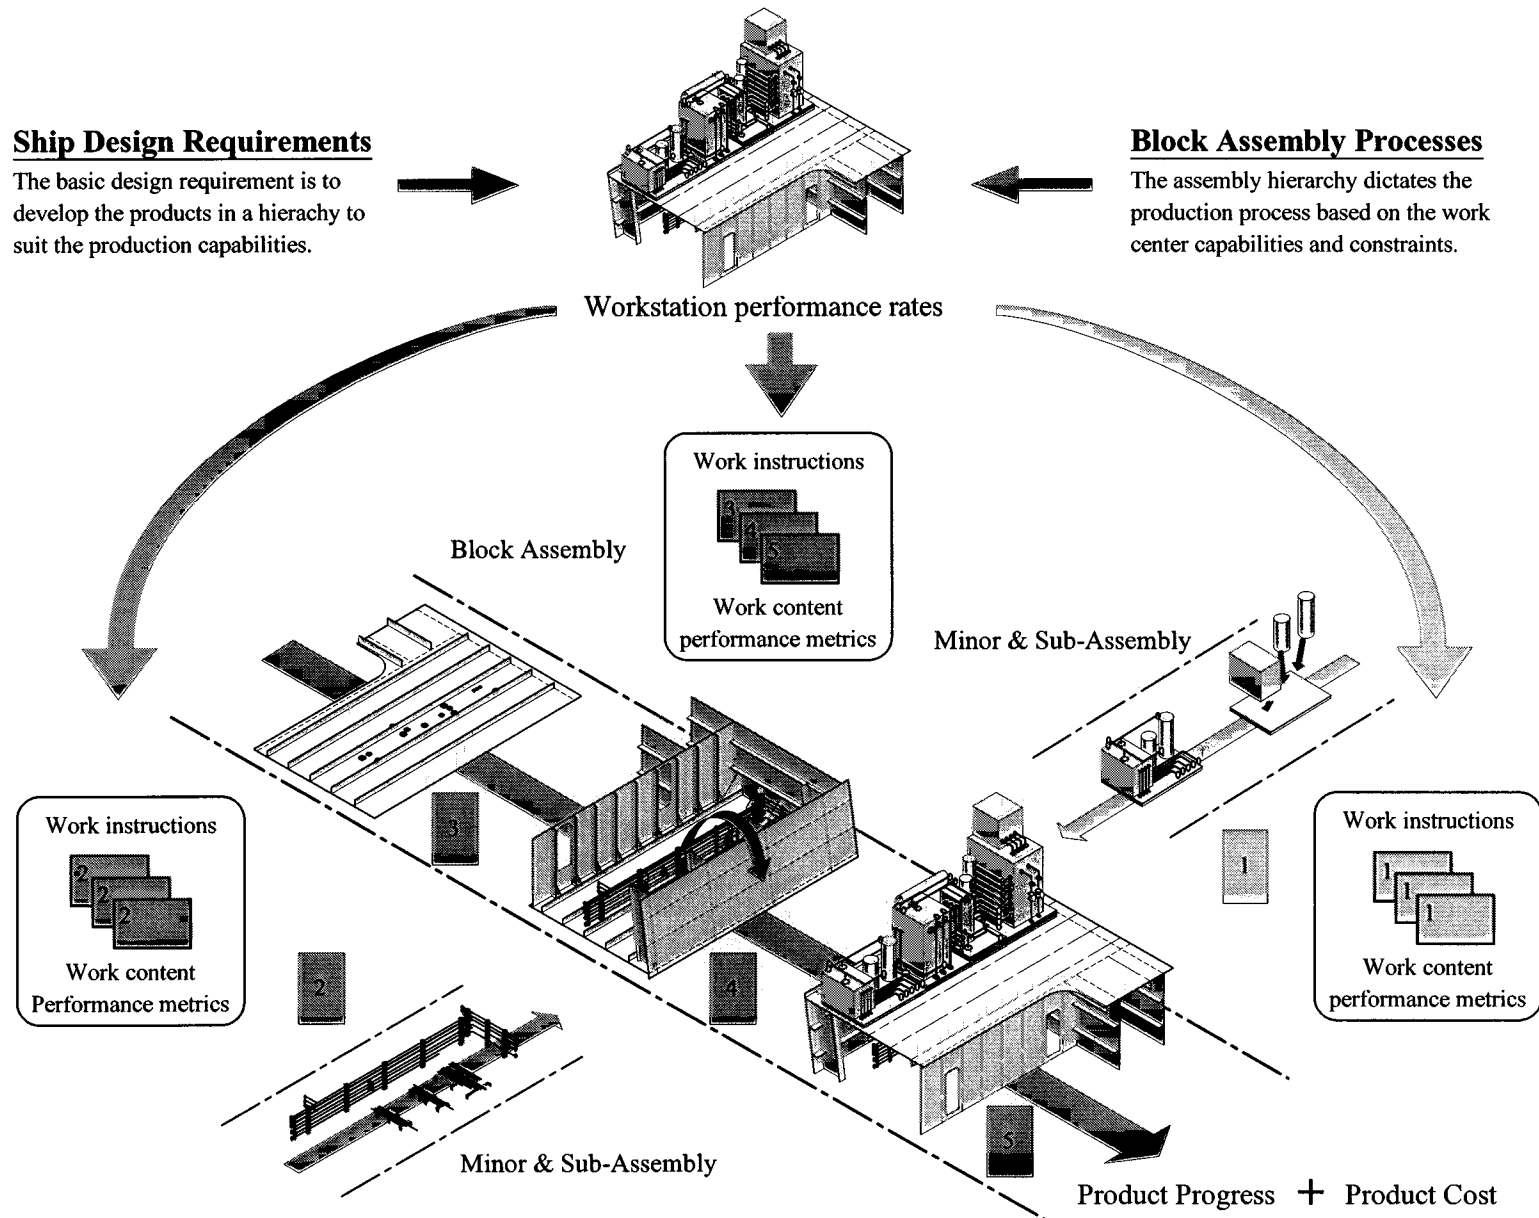 Ship Design Requirements
The basic design requirement is to
develop the products in a hierachy to
suit the production capabilities.
Block Assembly Processes
The assembly hierarchy dictates the
production process based on the work
center capabilities and constraints.
Workstation performance rates
Work instructions
3
4
5
Work content
performance metrics
Block Assembly
Minor & Sub-Assembly
Work instructions
2
2
2
Work content
Performance metrics
3
1
Work instructions
1
1
1
Work content
performance metrics
2
4
5
Minor & Sub-Assembly
Product Progress + Product Cost